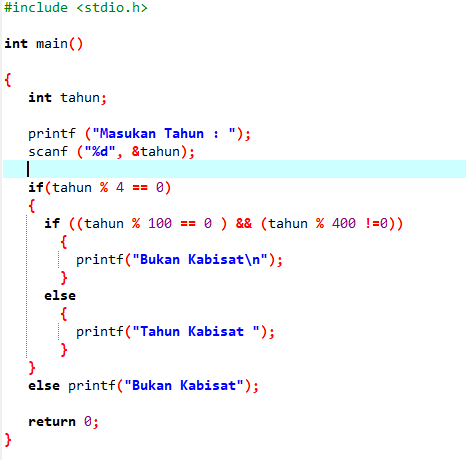 #include <stdio.h>
int main()
{
int tahun;
printf ("Masukan Tahun : ");
scanf ("%d", &tahun);
if(tahun % 4 == 0)
{
if ((tahun % 100 == 0 ) && (tahun % 400 !=0))
{
printf("Bukan Kabisat\n");
}
else
{
printf("Tahun Kabisat ");
}
}
else printf("Bukan Kabisat");
return 0;
}